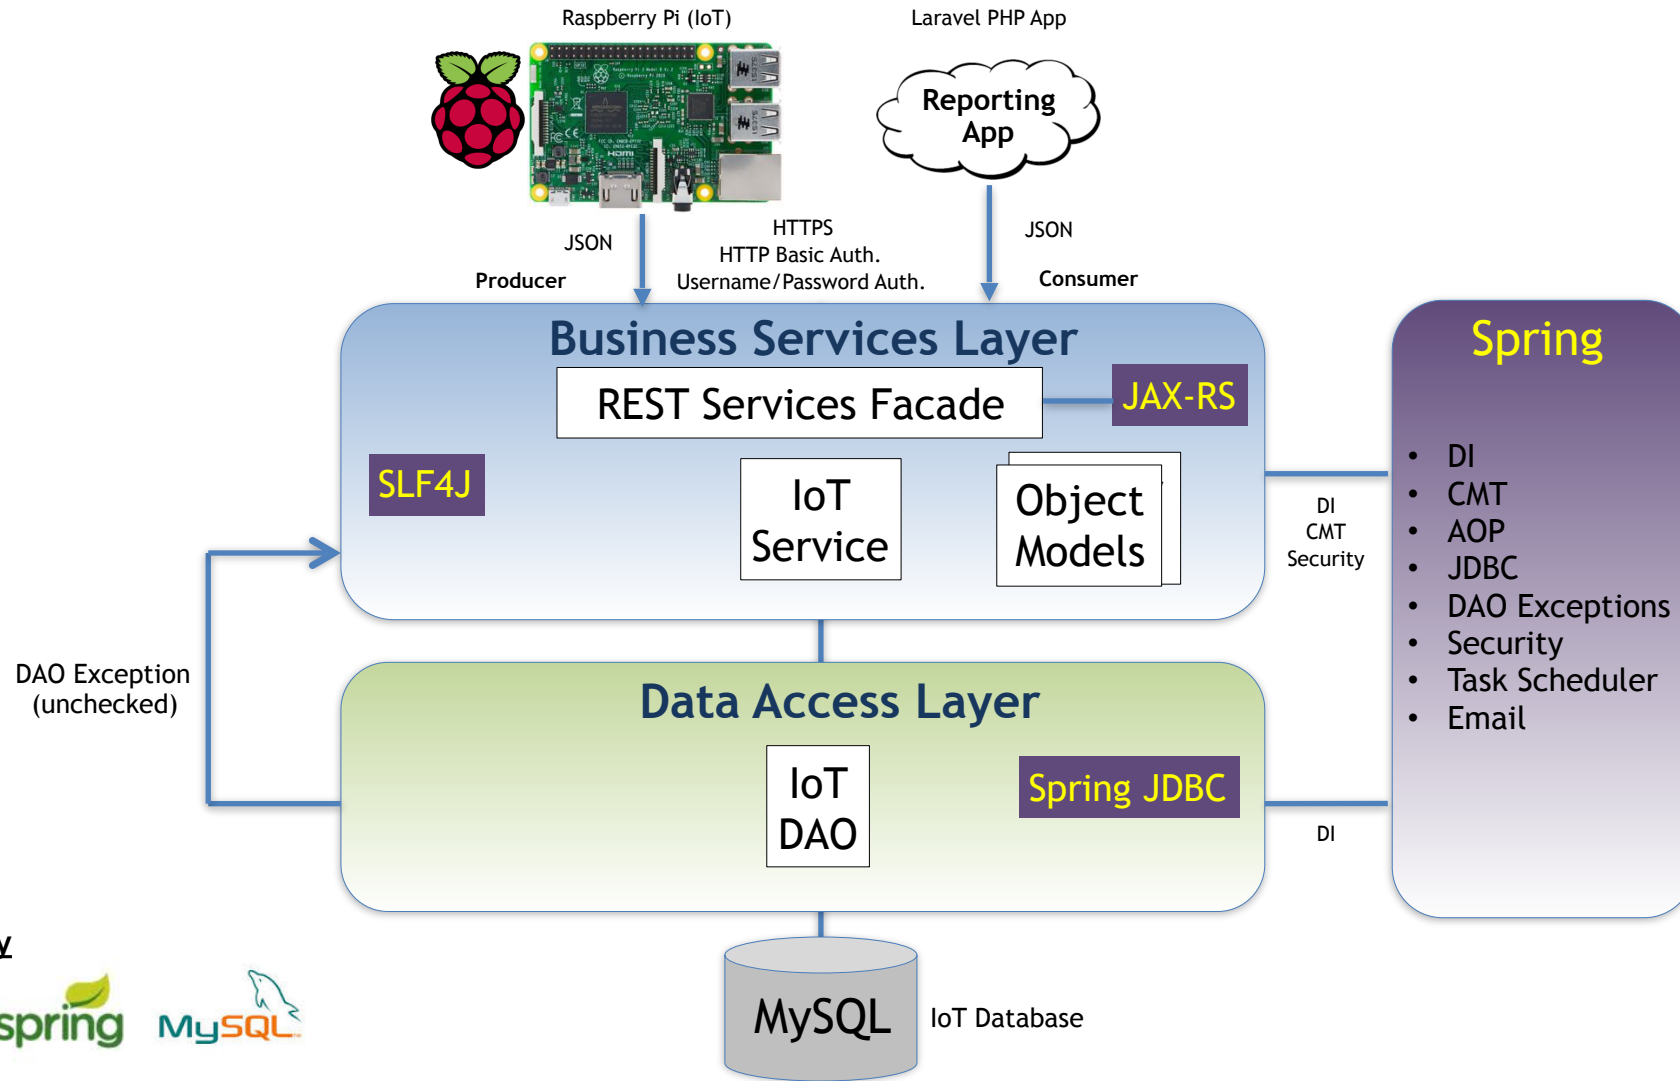 Raspberry Pi (IoT)
Laravel PHP App
Reporting
App
HDMI
JSON
HTTPS
HTTP Basic Auth.
Username/Password Auth.
JSON
Producer
Consumer
Business Services Layer
REST Services Facade
JAX-RS
SLF4J
IoT
Service
Object
Models
DI
CMT
Security
Spring
• DI
• CMT
• AOP
• JDBC
• DAO Exceptions
• Security
• Task Scheduler
• Email
DAO Exception
(unchecked)
Data Access Layer
IoT
DAO
Spring JDBC
DI
y
spring
MySQL
MySQL
IoT Database